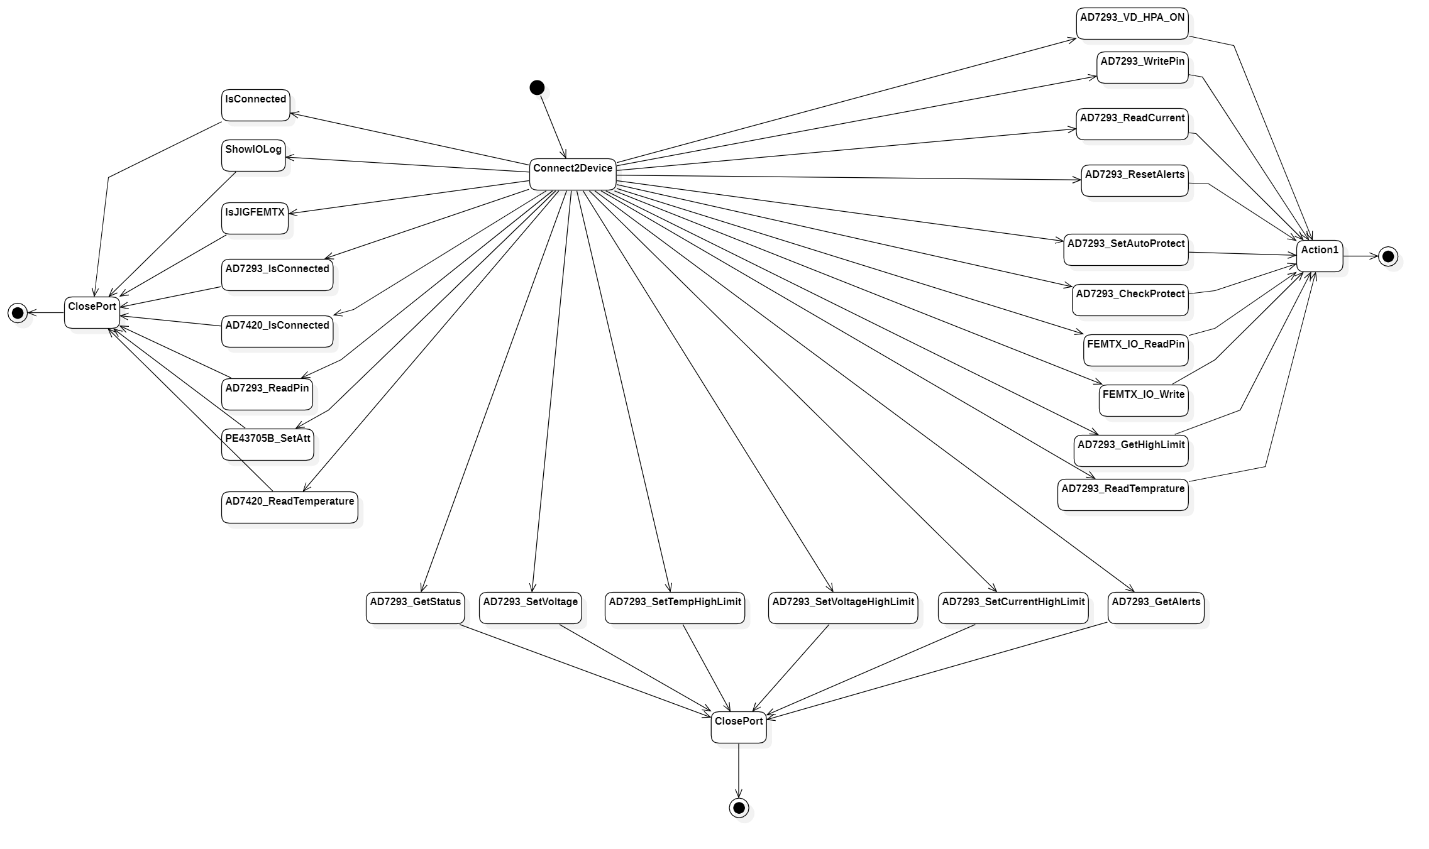 AD7293_VD_HPA_ON
AD7293_WritePin
IsConnected
AD7293_ReadCurrent
ShowIOLog
Connect2Device
AD7293_ResetAlerts
IsJIGFEMTX
AD7293_SetAutoProtect
Action1
AD7293_IsConnected
AD7293_CheckProtect
ClosePort
AD7420_IsConnected
FEMTX_IO_ReadPin
AD7293_ReadPin
FEMTX_IO_Write
PE43705B_SetAtt
AD7293_GetHighLimit
AD7293_ReadTemprature
AD7420_ReadTemperature
AD7293_GetStatus
AD7293_SetVoltage
AD7293_SetTempHighLimit
AD7293_SetVoltageHighLimit
AD7293_SetCurrentHighLimit
AD7293_GetAlerts
ClosePort